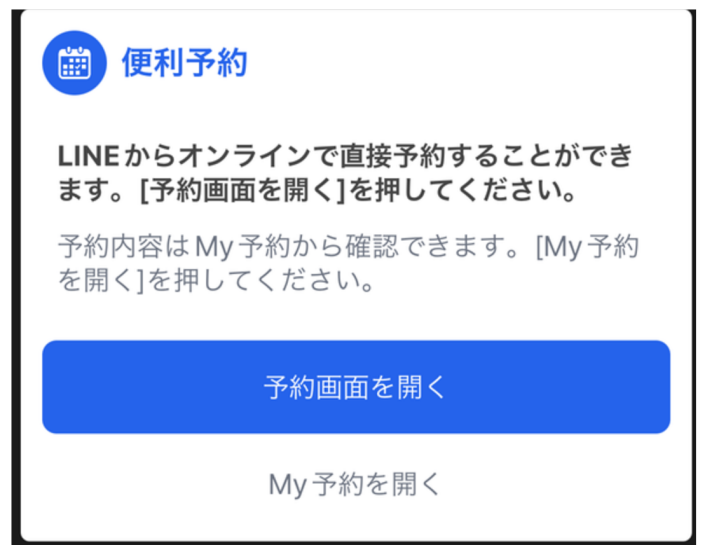 便利予約
LINEからオンラインで直接予約することができ
ます。[予約画面を開く]を押してください。
予約内容はMy予約から確認できます。[My予約
を開く]を押してください。
予約画面を開く
My予約を開く